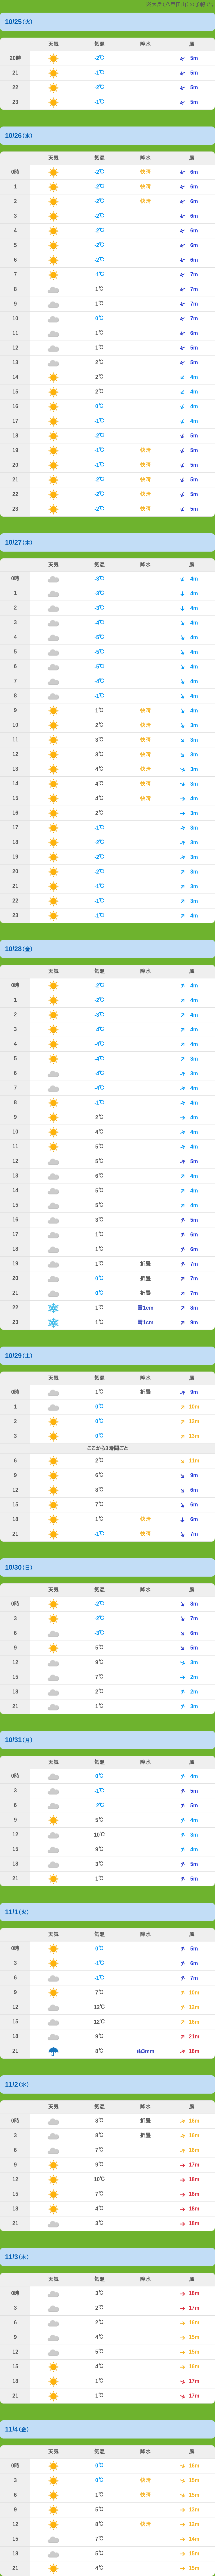 10/25(火)
天気 気温 降水 風
20時 -2℃ 5m
21 -1℃ 5m
22 -2℃ 5m
23 -1℃ 5m
10/26(水)
天気 気温 降水 風
0時 -2℃ 快晴 6m
1 -2℃ 快晴 6m
2 -2℃ 快晴 6m
3 -2℃ 6m
4 -2℃ 6m
5 -2℃ 6m
6 -2℃ 6m
7 -1℃ 7m
8 1℃ 7m
9 1℃ 7m
10 0℃ 7m
11 1℃ 6m
12 1℃ 5m
13 2℃ 5m
14 2℃ 4m
15 2℃ 4m
16 0℃ 4m
17 -1℃ 4m
18 -2℃ 5m
19 -1℃ 快晴 5m
20 -1℃ 快晴 5m
21 -2℃ 快晴 5m
22 -2℃ 快晴 5m
23 -2℃ 快晴 5m
10/27(木)
天気 気温 降水 風
0時 -3℃ 4m
1 -3℃ 4m
2 -3℃ 4m
3 -4℃ 4m
4 -5℃ 4m
5 -5℃ 4m
6 -5℃ 4m
7 -4℃ 4m
8 -1℃ 4m
9 1℃ 快晴 4m
10 2℃ 快晴 3m
11 3℃ 快晴 3m
12 3℃ 快晴 3m
13 4℃ 快晴 3m
14 4℃ 快晴 3m
15 4℃ 快晴 4m
16 2℃ 3m
17 -1℃ 3m
18 -2℃ 3m
19 -2℃ 3m
20 -2℃ 3m
21 -1℃ 3m
22 -1℃ 3m
23 -1℃ 4m
10/28(金)
天気 気温 降水 風
0時 -2℃ 4m
1 -2℃ 4m
2 -3℃ 4m
3 -4℃ 4m
4 -4℃ 4m
5 -4℃ 3m
6 -4℃ 3m
7 -4℃ 4m
8 -1℃ 4m
9 2℃ 4m
10 4℃ 4m
11 5℃ 4m
12 5℃ 5m
13 6℃ 4m
14 5℃ 4m
15 5℃ 4m
16 3℃ 5m
17 1℃ 6m
18 1℃ 6m
19 1℃ 折畳 7m
20 0℃ 折畳 7m
21 0℃ 折畳 7m
22 1℃ 雪1cm 8m
23 1℃ 雪1cm 9m
10/29(土)
天気 気温 降水 風
0時 1℃ 折畳 9m
1 0℃ 10m
2 0℃ 12m
3 0℃ 13m
ここから3時間ごと
6 2℃ 11m
9 6℃ 9m
12 8℃ 6m
15 7℃ 6m
18 1℃ 快晴 6m
21 -1℃ 快晴 7m
10/30(日)
天気 気温 降水 風
0時 -2℃ 8m
3 -2℃ 7m
6 -3℃ 6m
9 5℃ 5m
12 9℃ 3m
15 7℃ 2m
18 2℃ 2m
21 1℃ 3m
10/31(月)
天気 気温 降水 風
0時 0℃ 4m
3 -1℃ 5m
6 -2℃ 5m
9 5℃ 4m
12 10℃ 3m
15 9℃ 4m
18 3℃ 5m
21 1℃ 5m
11/1(火)
天気 気温 降水 風
0時 0℃ 5m
3 -1℃ 6m
6 -1℃ 7m
9 7℃ 10m
12 12℃ 12m
15 12℃ 16m
18 9℃ 21m
21 8℃ 雨3mm 18m
11/2(水)
天気 気温 降水 風
0時 8℃ 折畳 16m
3 8℃ 折畳 16m
6 7℃ 16m
9 9℃ 17m
12 10℃ 18m
15 7℃ 18m
18 4℃ 18m
21 3℃ 18m
11/3(木)
天気 気温 降水 風
0時 3℃ 18m
3 2℃ 17m
6 2℃ 16m
9 4℃ 15m
12 5℃ 15m
15 4℃ 16m
18 1℃ 17m
21 1℃ 17m
11/4(金)
天気 気温 降水 風
0時 0℃ 16m
3 0℃ 快晴 15m
6 1℃ 快晴 15m
9 5℃ 13m
12 8℃ 快晴 12m
15 7℃ 14m
18 5℃ 15m
21 4℃ 15m